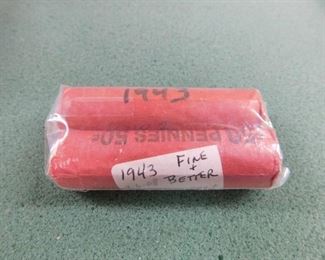 1943
50 PENNIES 50¢
1943 FINE
+
BETTER